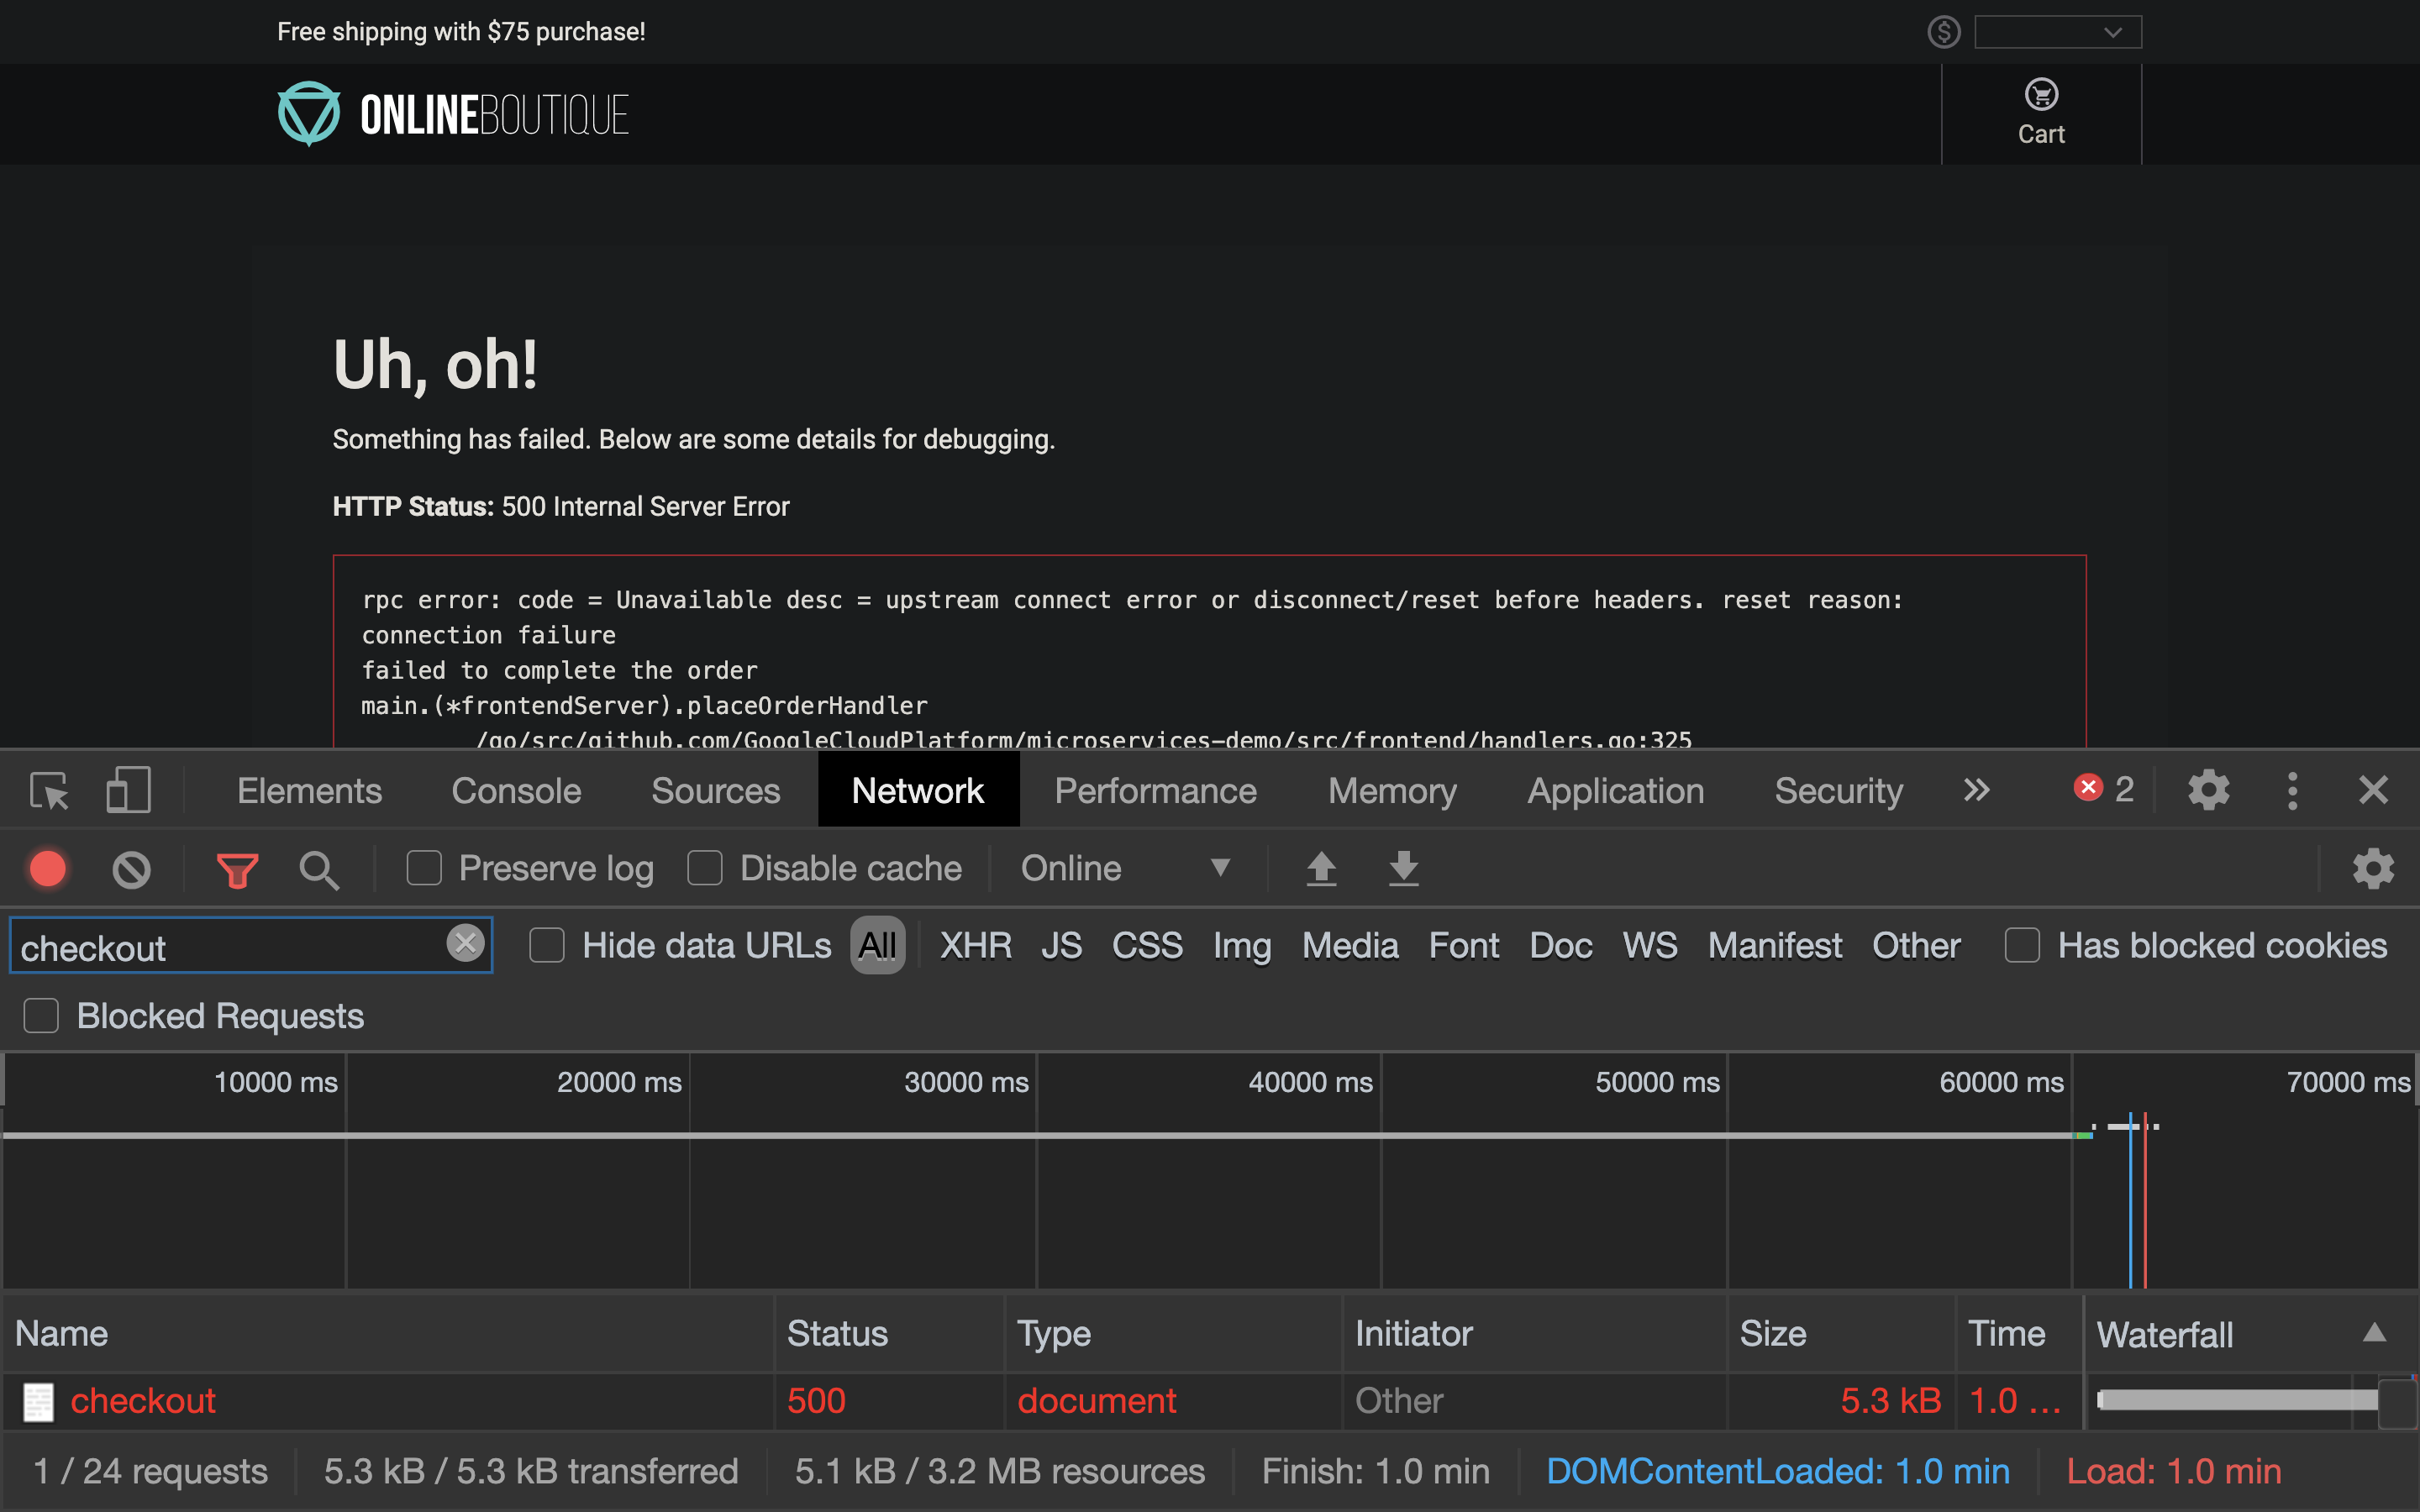 Free shipping with $75 purchase!
$
ONLINEBOUTIQUE
Cart
Uh, oh!
Something has failed. Below are some details for debugging.
HTTP Status: 500 Internal Server Error
rpc error: code = Unavailable desc = upstream connect error or disconnect/reset before headers. reset reason:
connection failure
failed to complete the order
main.(*frontendServer).placeOrderHandler
/go/src/github.com/GoogleCloudPlatform/microservices-demo/src/frontend/handlers.go:325
Elements Console Sources Network Performance Memory Application Security » 2
Preserve log Disable cache Online
checkout Hide data URLs All XHR JS CSS Img Media Font Doc WS Manifest Other Has blocked cookies
Blocked Requests
10000 ms 20000 ms 30000 ms 40000 ms 50000 ms 60000 ms 70000 ms
Name Status Type Initiator Size Time Waterfall
checkout 500 document Other 5.3 kB 1.0 ...
1 / 24 requests 5.3 kB / 5.3 kB transferred 5.1 kB / 3.2 MB resources Finish: 1.0 min DOMContentLoaded: 1.0 min Load: 1.0 min